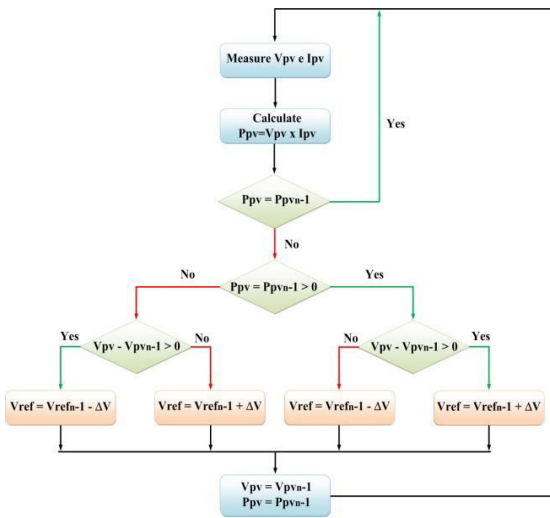 Measure Vpv e Ipv
Calculate
Ppv=Vpv x Ipv
Yes
Ppv = Ppvn-1
No
No
Ppv = Ppvn-1 > 0
Yes
Yes
Vpv - Vpvn-1 > 0
No
No
Vpv - Vpvn-1 > 0
Yes
Vref = Vrefn-1 - ΔV
Vref = Vrefn-1 + ΔV
Vref = Vrefn-1 - ΔV
Vref = Vrefn-1 + ΔV
Vpv = Vpvn-1
Ppv = Ppvn-1